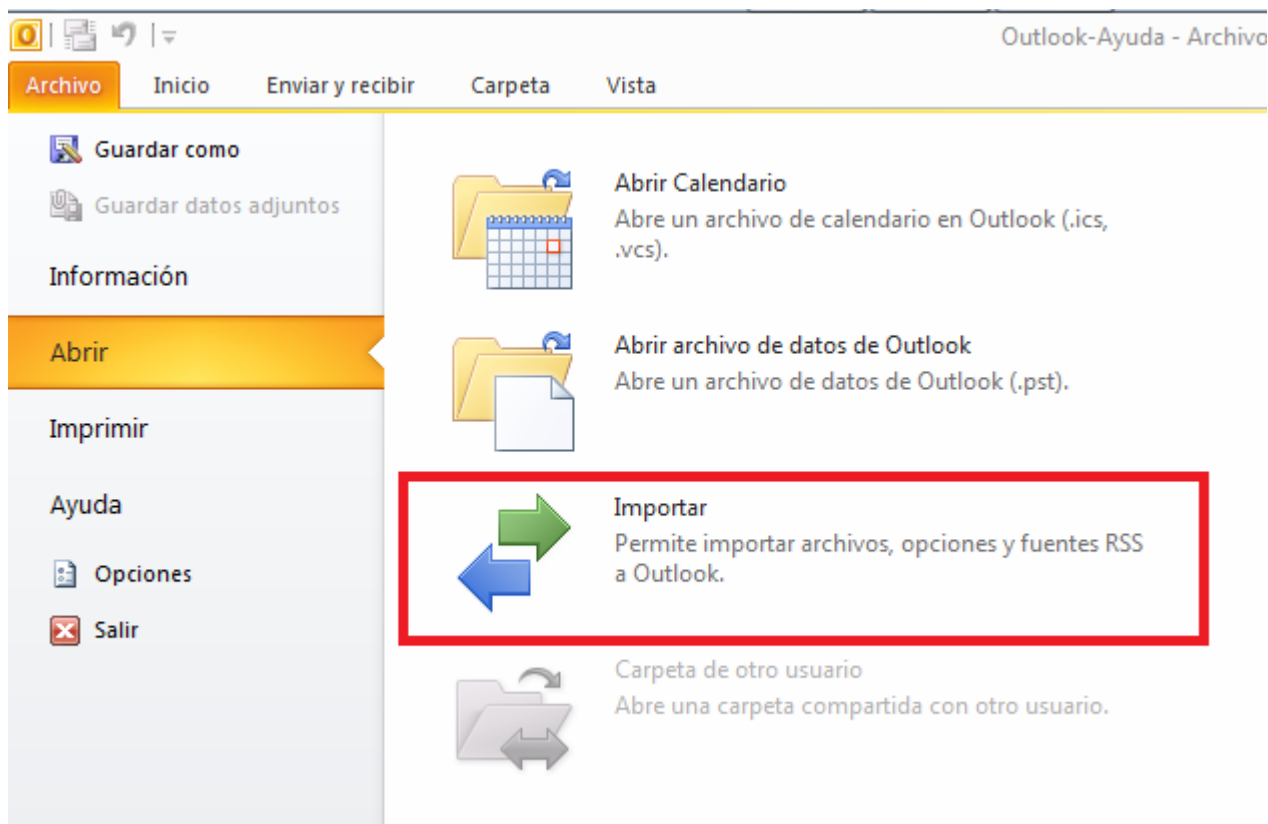 Outlook-Ayuda - Archivo
Archivo Inicio Enviar y recibir Carpeta Vista
Guardar como
Guardar datos adjuntos
Información
Abrir
Imprimir
Ayuda
Opciones
Salir
Abrir Calendario
Abre un archivo de calendario en Outlook (.ics,
.vcs).
Abrir archivo de datos de Outlook
Abre un archivo de datos de Outlook (.pst).
Importar
Permite importar archivos, opciones y fuentes RSS
a Outlook.
Carpeta de otro usuario
Abre una carpeta compartida con otro usuario.